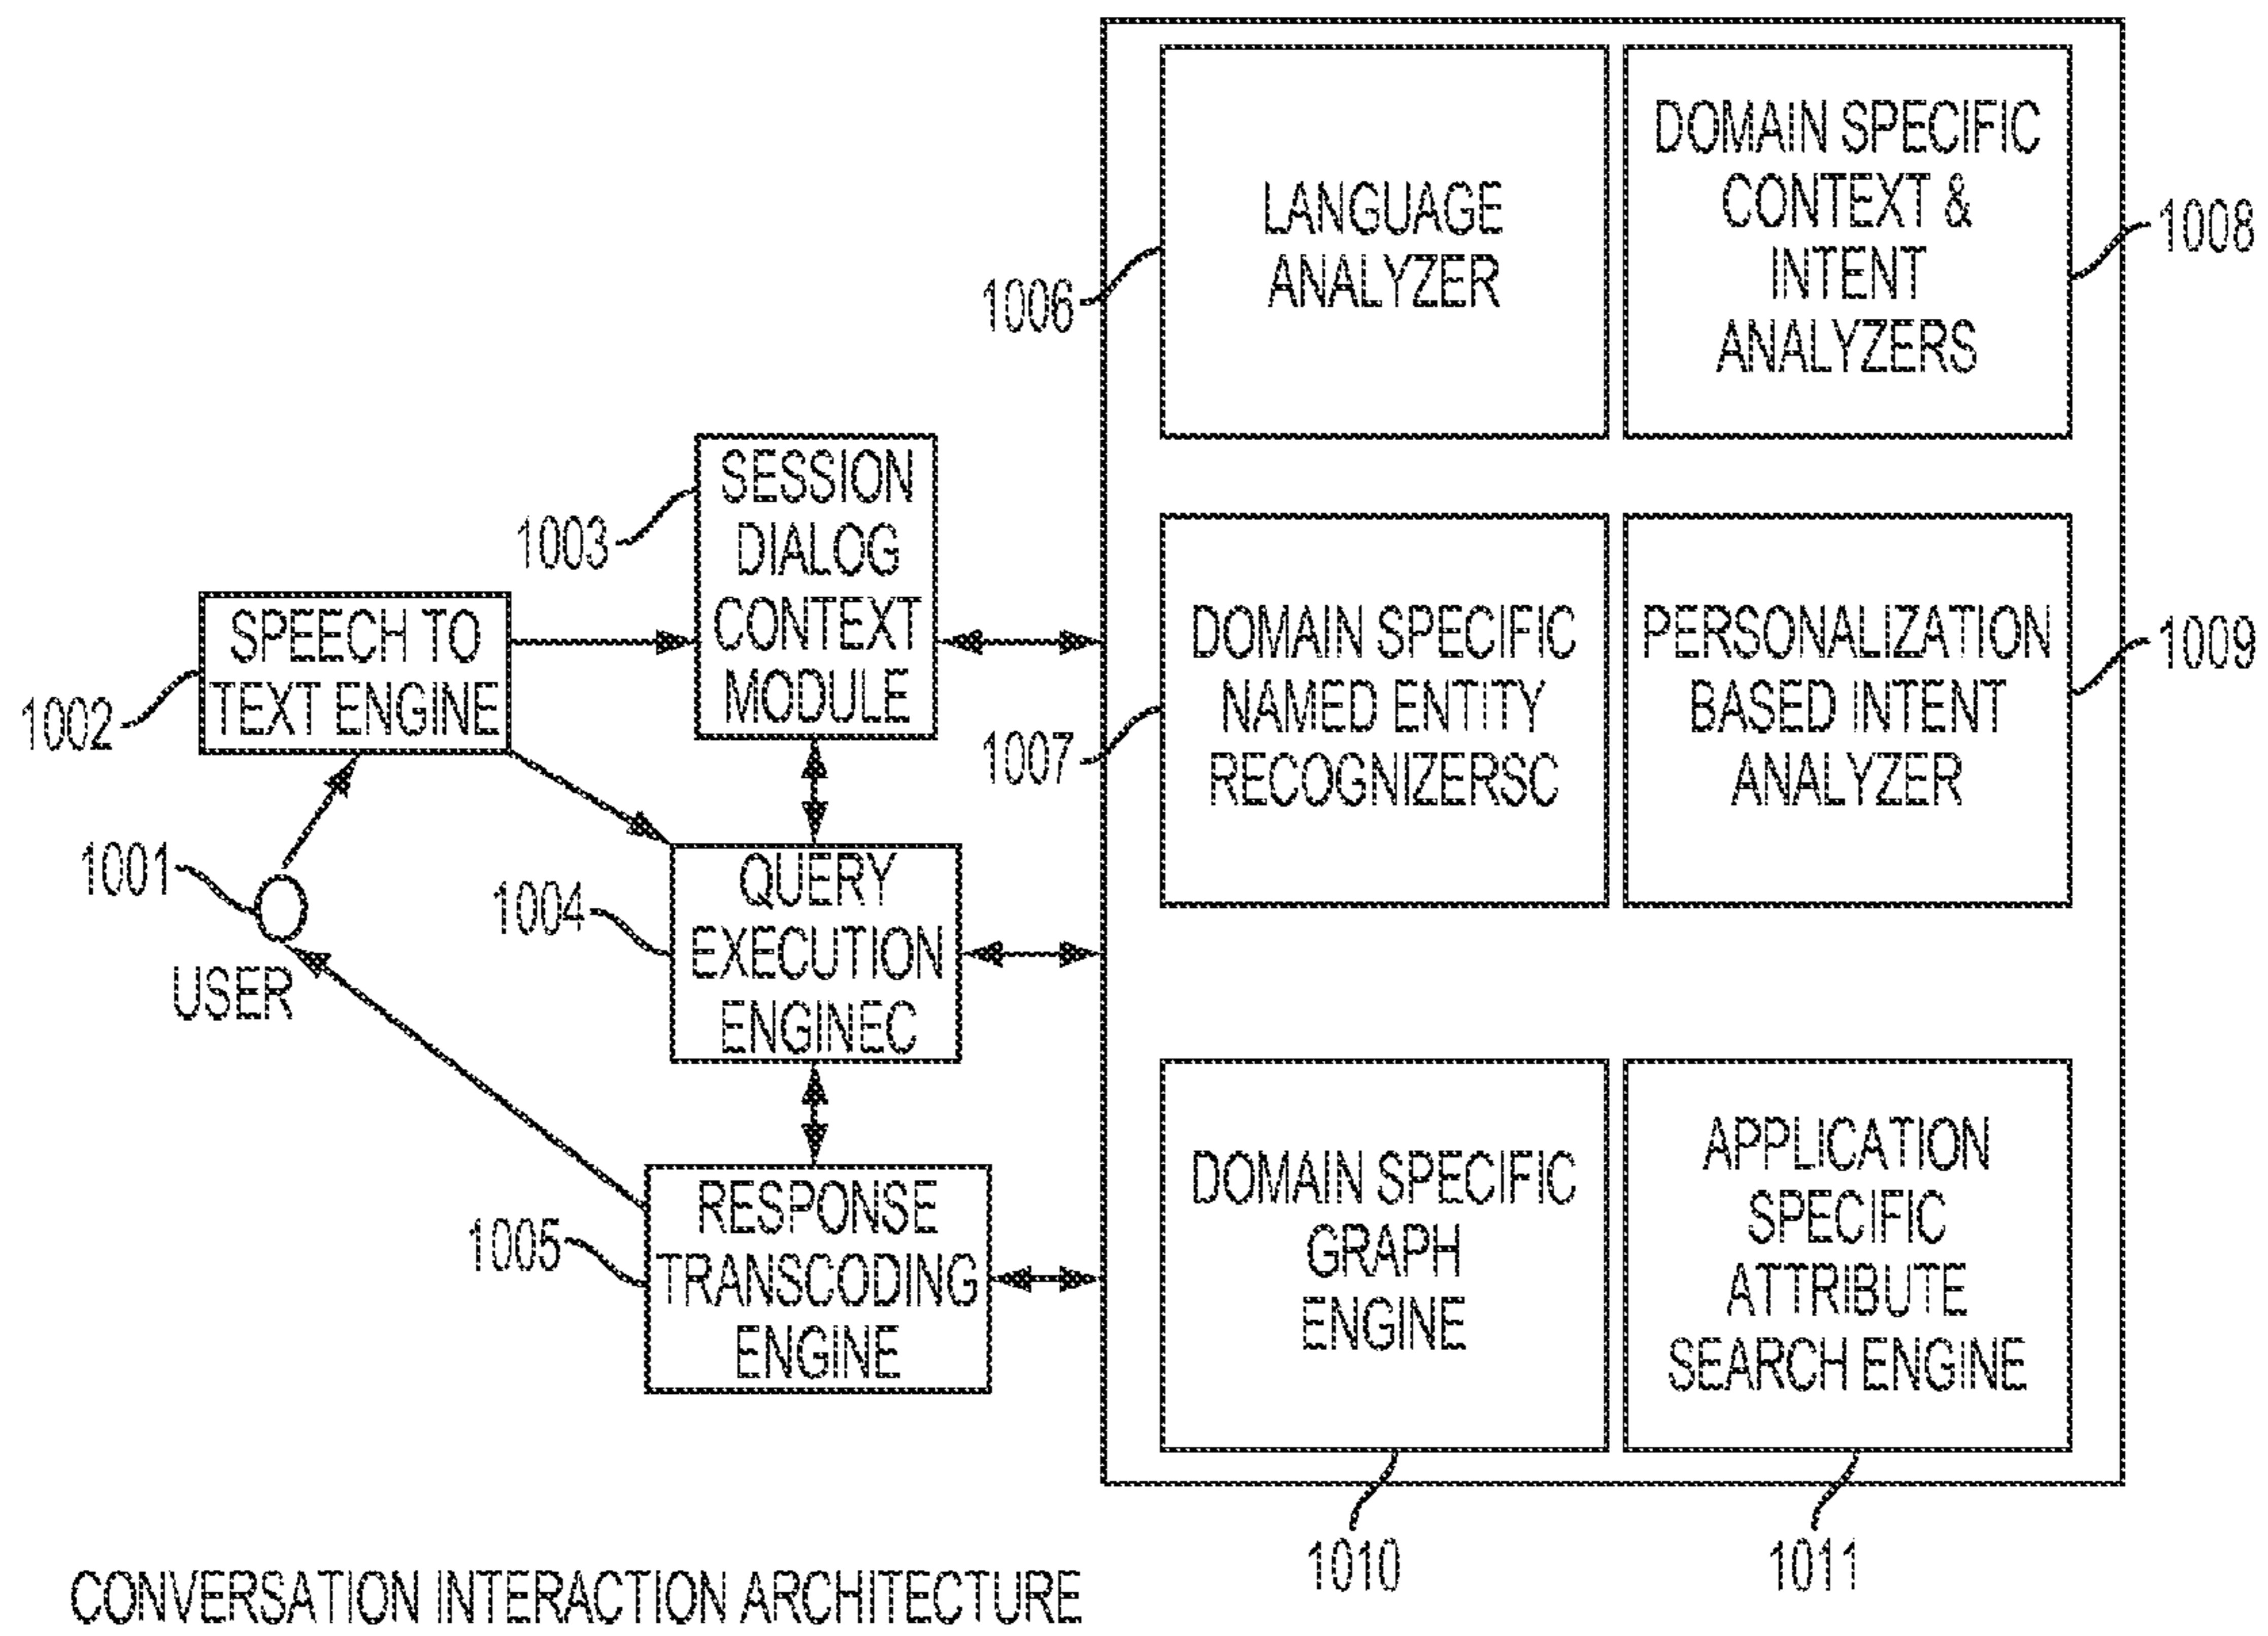 LANGUAGE
ANALYZER
1006
DOMAIN SPECIFIC
CONTEXT &
INTENT
ANALYZERS
1008
SESSION
DIALOG
CONTEXT
MODULE
1003
SPEECH TO
TEXT ENGINE
1002
DOMAIN SPECIFIC
NAMED ENTITY
RECOGNIZERSC
1007
PERSONALIZATION
BASED INTENT
ANALYZER
1009
1001
USER
QUERY
EXECUTION
ENGINEC
1004
RESPONSE
TRANSCODING
ENGINE
1005
DOMAIN SPECIFIC
GRAPH
ENGINE
1010
APPLICATION
SPECIFIC
ATTRIBUTE
SEARCH ENGINE
1011
CONVERSATION INTERACTION ARCHITECTURE